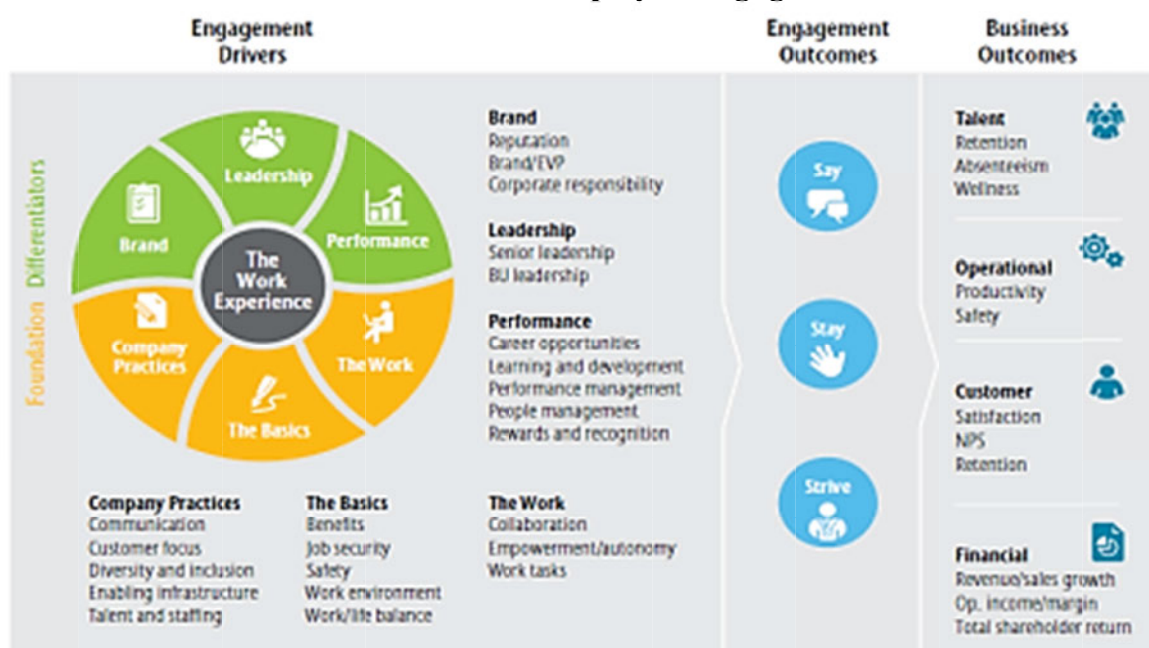 Engagement
Drivers
Engagement
Outcomes
Business
Outcomes
Differentiators
Foundation
Leadership
Performance
The Work
The Basics
Company
Practices
Brand
The
Work
Experience
Brand
Reputation
Brand/EVP
Corporate responsibility
Leadership
Senior leadership
BU leadership
Performance
Career opportunities
Learning and development
Performance management
People management
Rewards and recognition
Company Practices
Communication
Customer focus
Diversity and inclusion
Enabling infrastructure
Talent and staffing
The Basics
Benefits
Job security
Safety
Work environment
Work/life balance
The Work
Collaboration
Empowerment/autonomy
Work tasks
Say
Stay
Strive
Talent
Retention
Absenteeism
Wellness
Operational
Productivity
Safety
Customer
Satisfaction
NPS
Retention
Financial
Revenue/sales growth
Op. income/margin
Total shareholder return